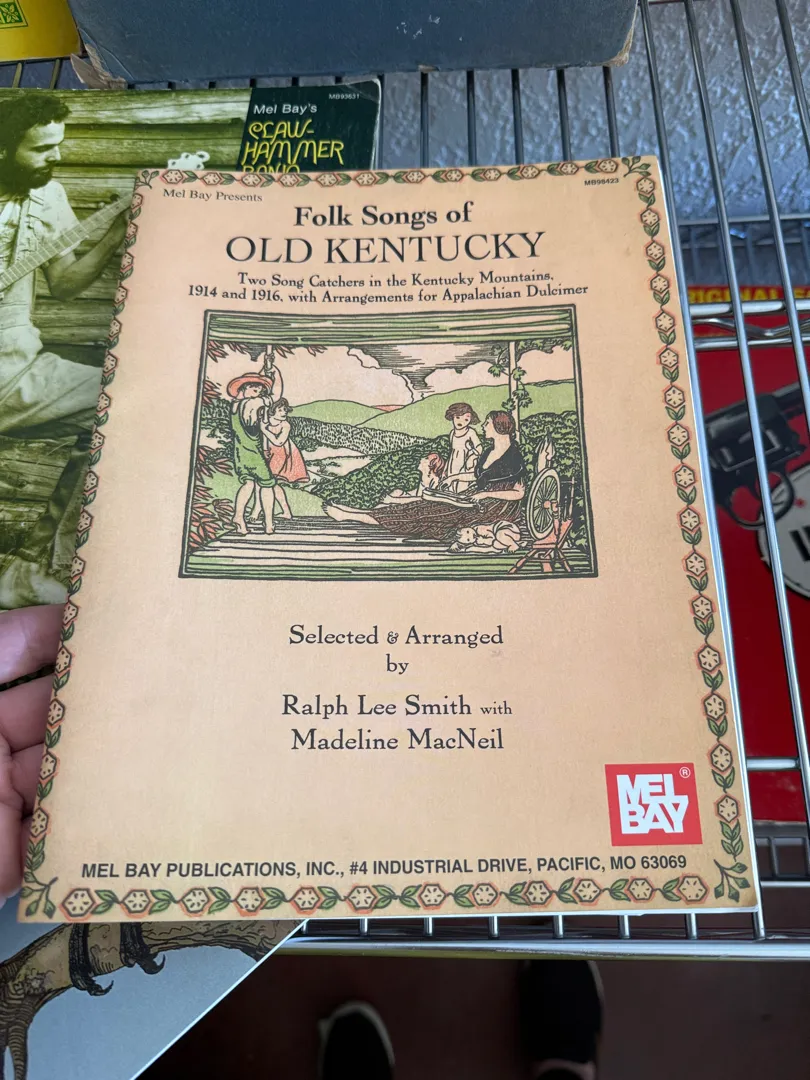 MB93631
Mel Bay's
CLAW-
HAMMER
BANJO
Mel Bay Presents
MB98423
Folk Songs of
OLD KENTUCKY
Two Song Catchers in the Kentucky Mountains,
1914 and 1916, with Arrangements for Appalachian Dulcimer
Selected & Arranged
by
Ralph Lee Smith with
Madeline MacNeil
MEL
BAY®
MEL BAY PUBLICATIONS, INC., #4 INDUSTRIAL DRIVE, PACIFIC, MO 63069